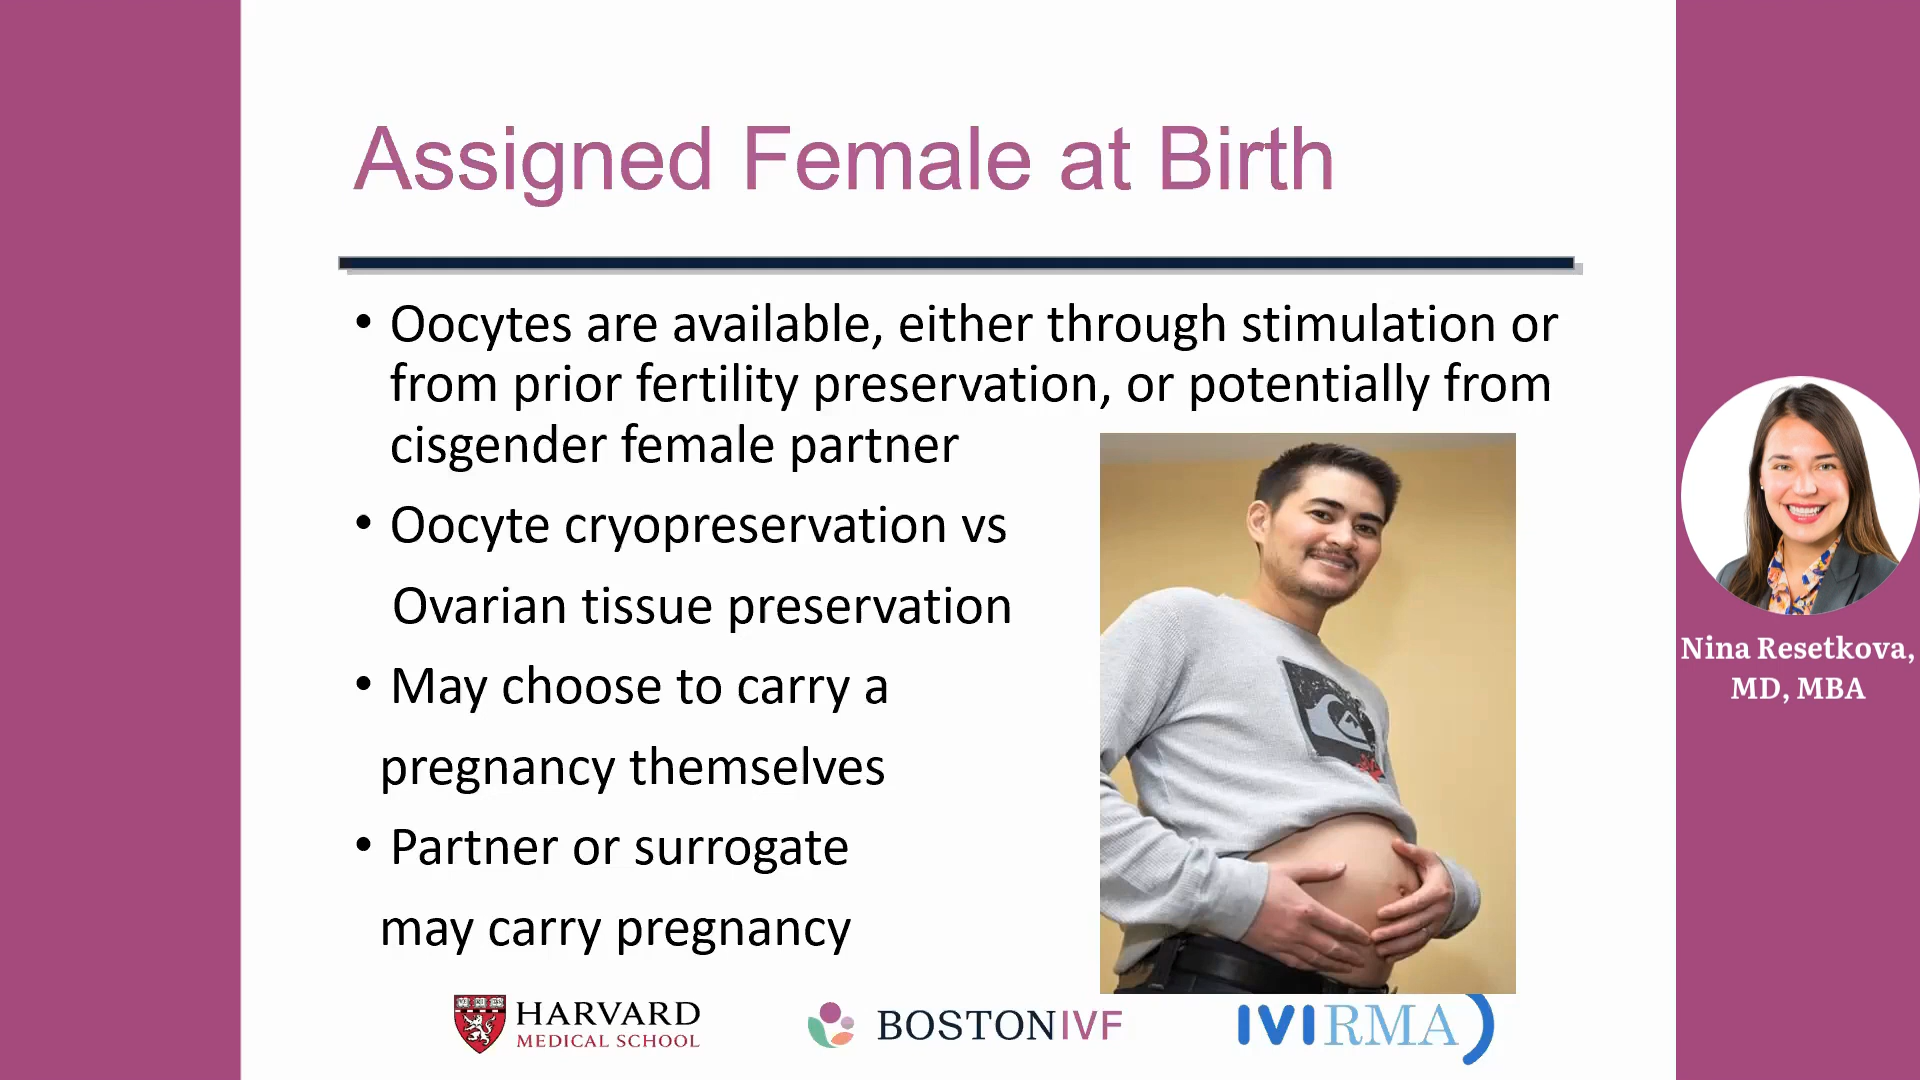 Assigned Female at Birth
• Oocytes are available, either through stimulation or
from prior fertility preservation, or potentially from
cisgender female partner
• Oocyte cryopreservation vs
Ovarian tissue preservation
• May choose to carry a
pregnancy themselves
• Partner or surrogate
may carry pregnancy
HARVARD
MEDICAL SCHOOL
BOSTONIVF
IVIRMA
Nina Resetkova,
MD, MBA